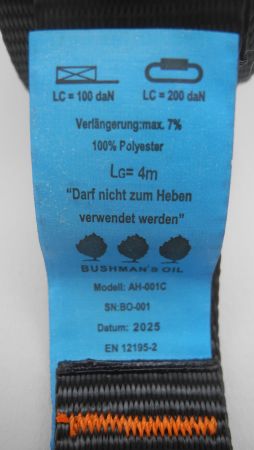 LC = 100 daN LC = 200 daN
Verlängerung:max. 7%
100% Polyester
LG= 4m
"Darf nicht zum Heben
verwendet werden"
BUSHMAN's OIL
Modell: AH-001C
SN:BO-001
Datum: 2025
EN 12195-2